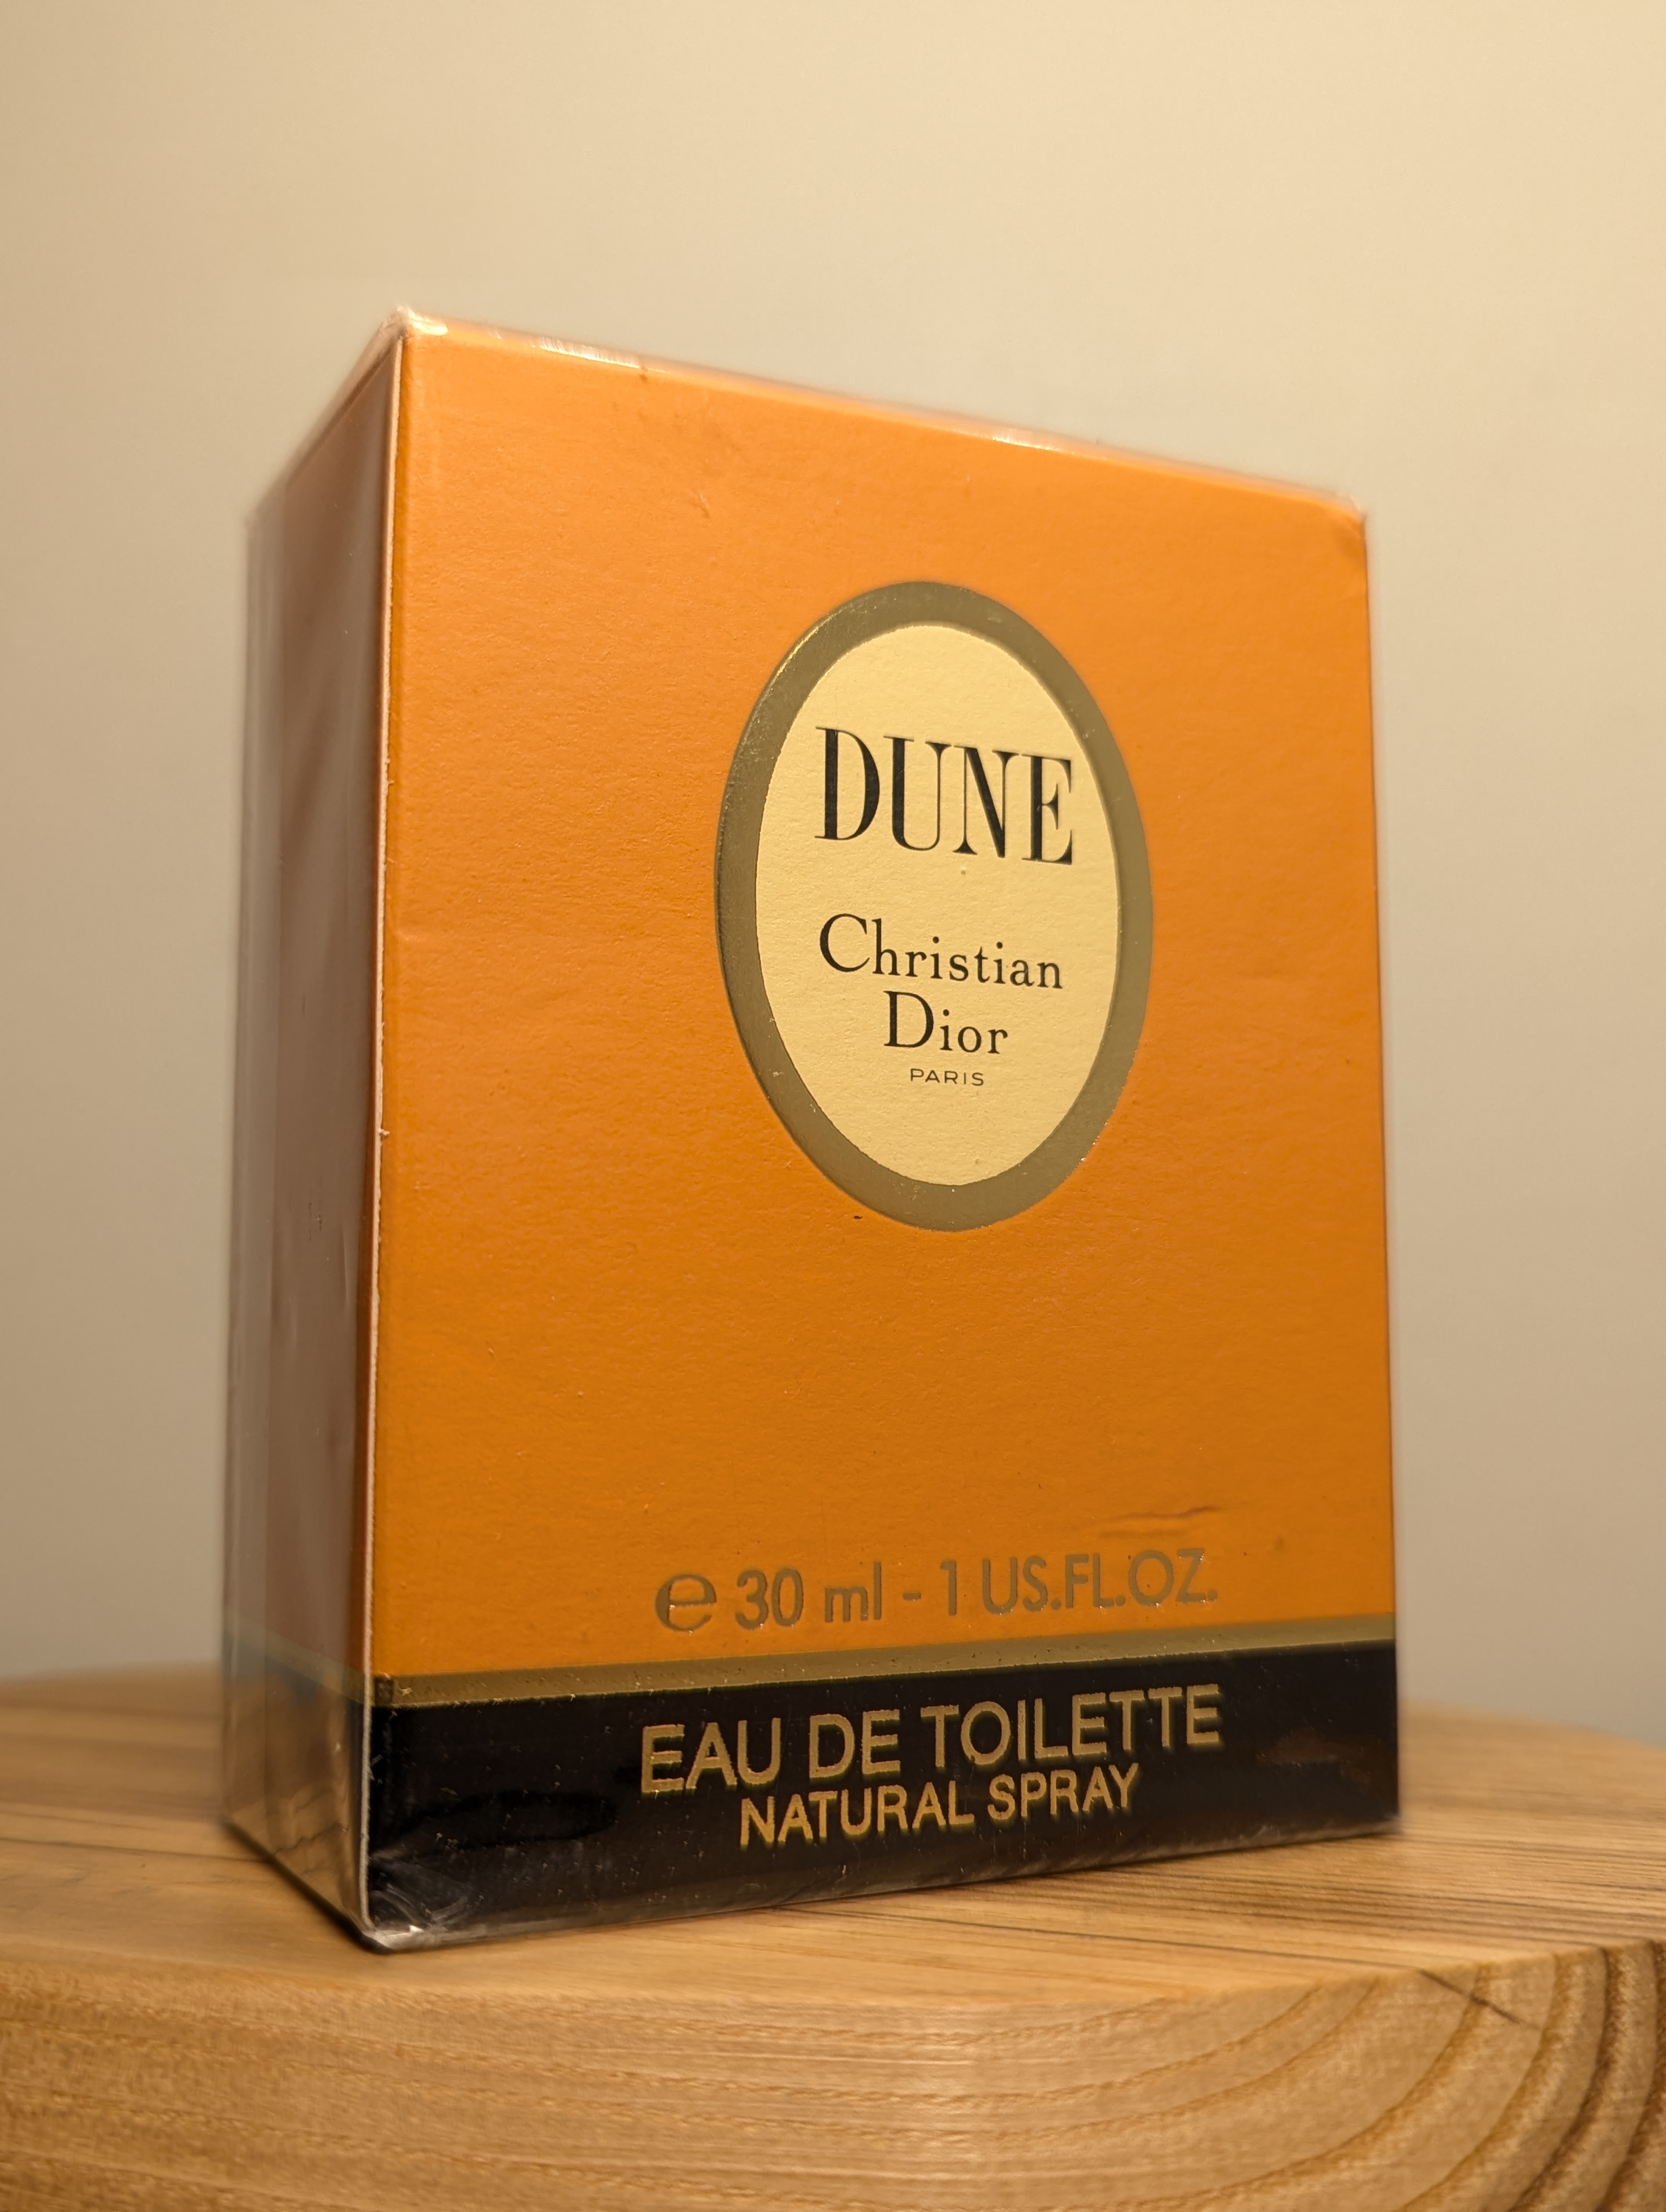 DUNE
Christian
Dior
PARIS
℮ 30 ml - 1 US.FL.OZ.
EAU DE TOILETTE
NATURAL SPRAY